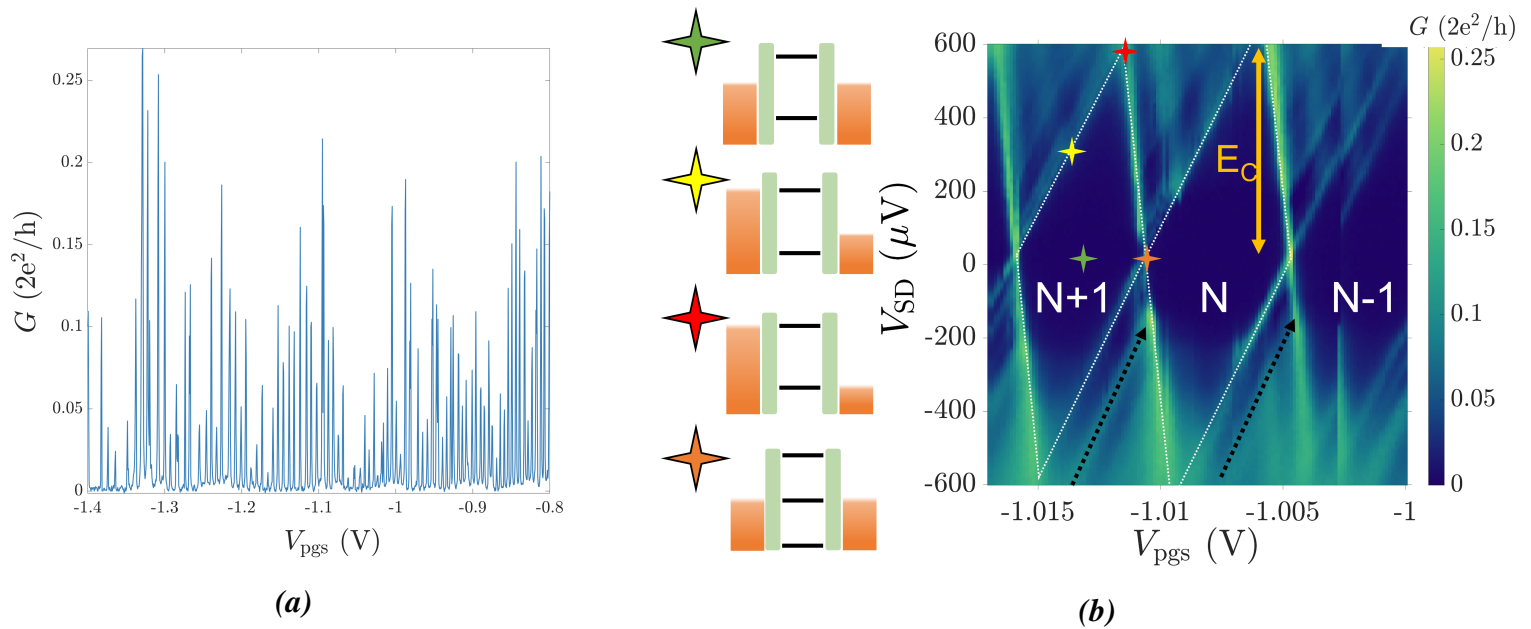 0.25
0.2
0.15
0.1
0.05
0
G (2e²/h)
-1.4
-1.3
-1.2
-1.1
-1
-0.9
-0.8
V_pgs (V)
(a)
G (2e²/h)
600
400
200
0
-200
-400
-600
V_SD (μV)
E_C
N+1
N
N-1
-1.015
-1.01
-1.005
-1
V_pgs (V)
0.25
0.2
0.15
0.1
0.05
0
(b)